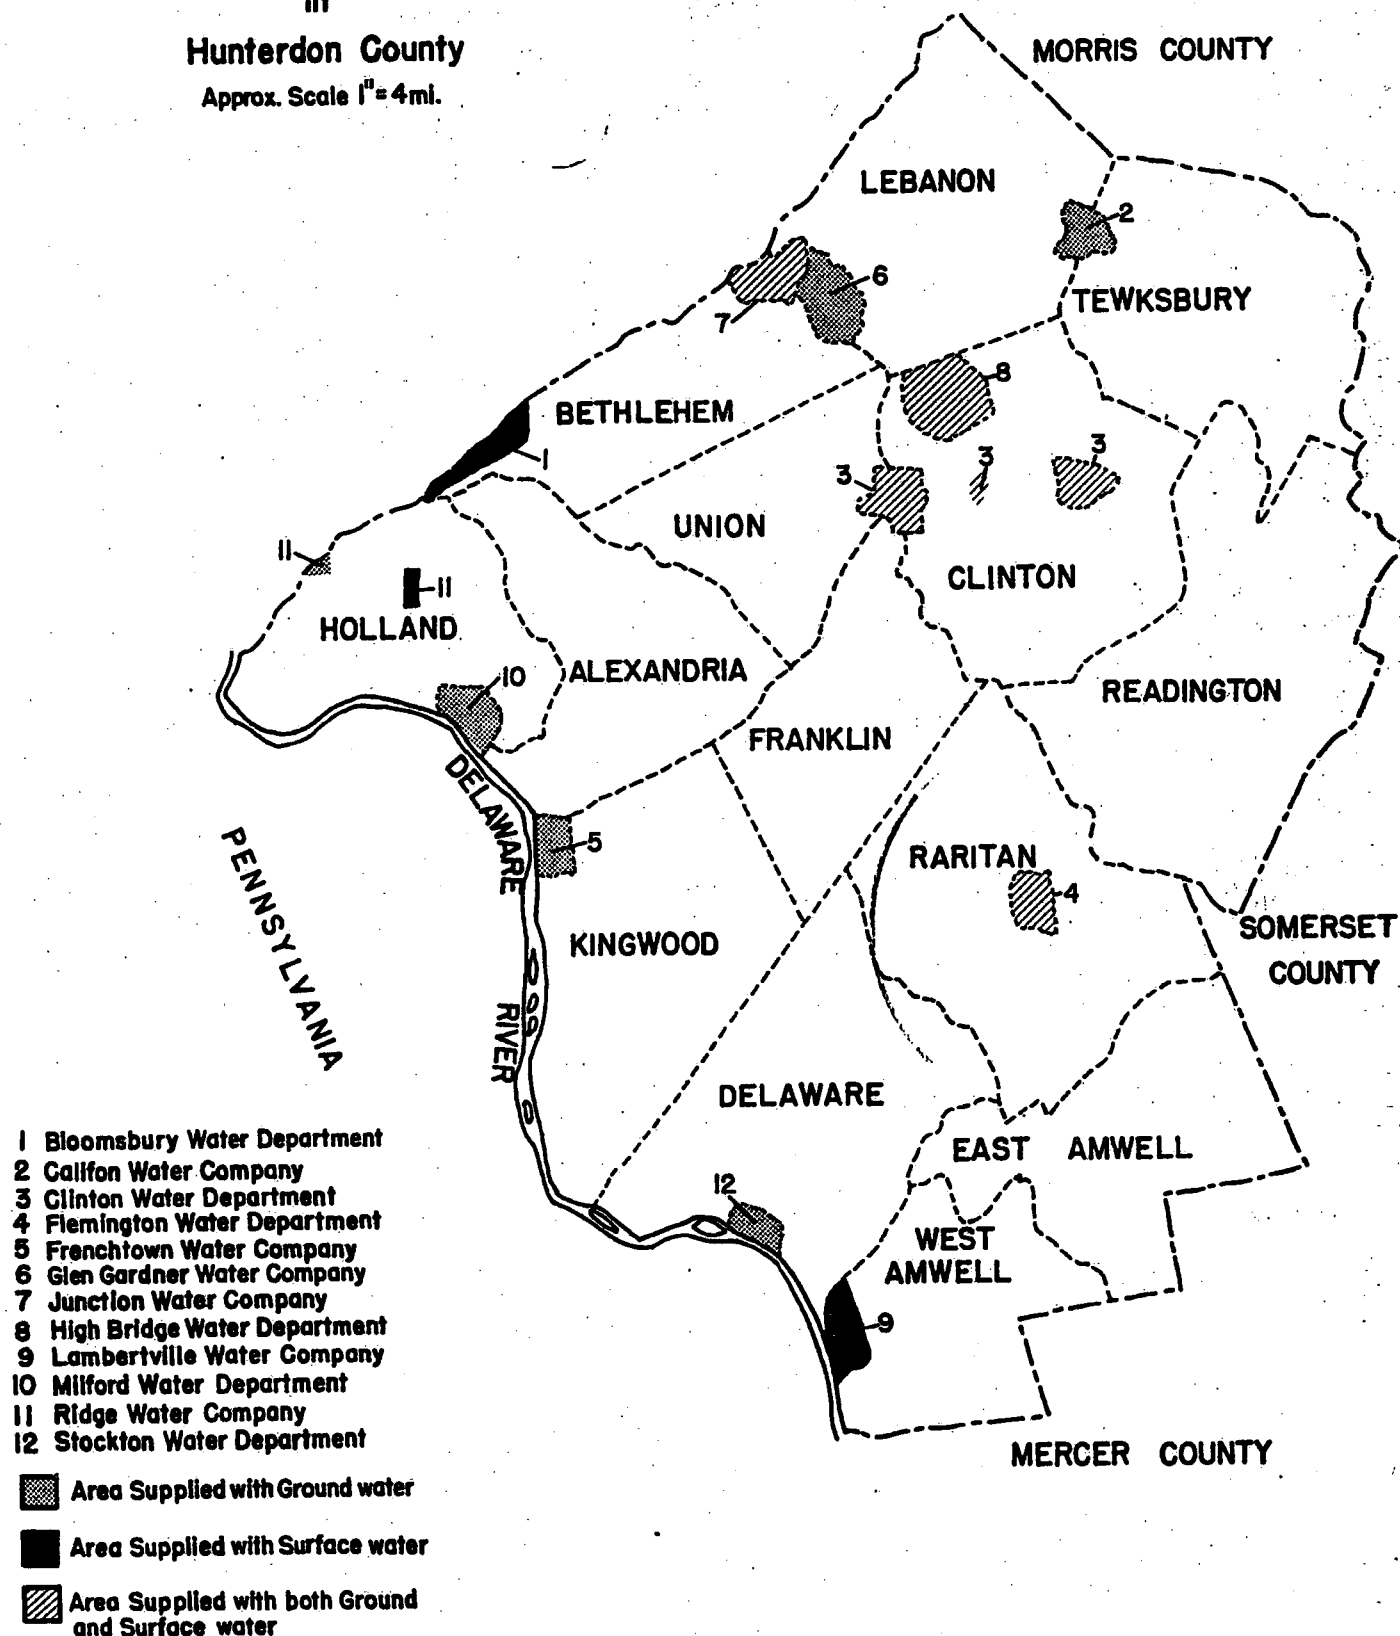 in
Hunterdon County
Approx. Scale 1"=4mi.
MORRIS COUNTY
LEBANON
2
6
TEWKSBURY
7
8
BETHLEHEM
1
3
3
3
UNION
11
CLINTON
11
HOLLAND
10
ALEXANDRIA
READINGTON
FRANKLIN
DELAWARE
RIVER
PENNSYLVANIA
5
RARITAN
4
KINGWOOD
SOMERSET
COUNTY
DELAWARE
EAST AMWELL
12
WEST
AMWELL
9
MERCER COUNTY
1 Bloomsbury Water Department
2 Califon Water Company
3 Clinton Water Department
4 Flemington Water Department
5 Frenchtown Water Company
6 Glen Gardner Water Company
7 Junction Water Company
8 High Bridge Water Department
9 Lambertville Water Company
10 Milford Water Department
11 Ridge Water Company
12 Stockton Water Department
Area Supplied with Ground water
Area Supplied with Surface water
Area Supplied with both Ground
and Surface water